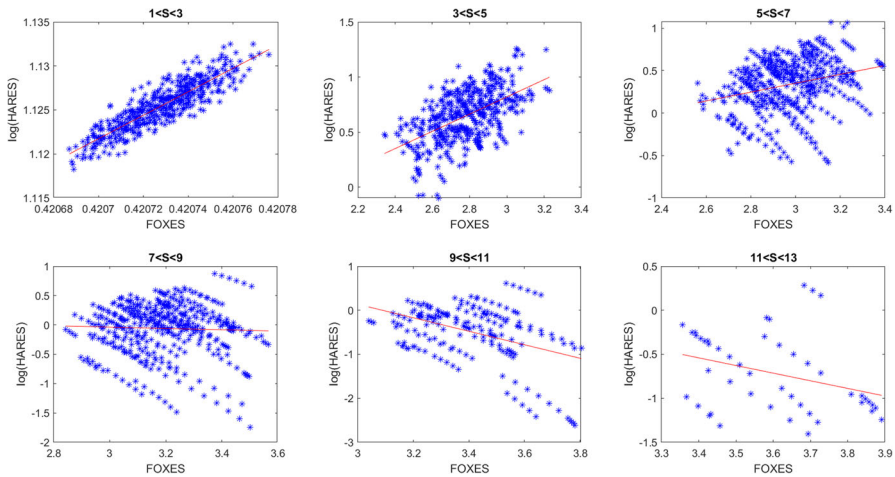 1<S<3
1.135
1.13
1.125
1.12
1.115
log(HARES)
0.42068 0.4207 0.42072 0.42074 0.42076 0.42078
FOXES
3<S<5
1.5
1
0.5
0
log(HARES)
2.2 2.4 2.6 2.8 3 3.2 3.4
FOXES
5<S<7
1
0.5
0
-0.5
-1
log(HARES)
2.4 2.6 2.8 3 3.2 3.4
FOXES
7<S<9
1
0.5
0
-0.5
-1
-1.5
-2
log(HARES)
2.8 3 3.2 3.4 3.6
FOXES
9<S<11
1
0
-1
-2
-3
log(HARES)
3 3.2 3.4 3.6 3.8
FOXES
11<S<13
0.5
0
-0.5
-1
-1.5
log(HARES)
3.3 3.4 3.5 3.6 3.7 3.8 3.9
FOXES